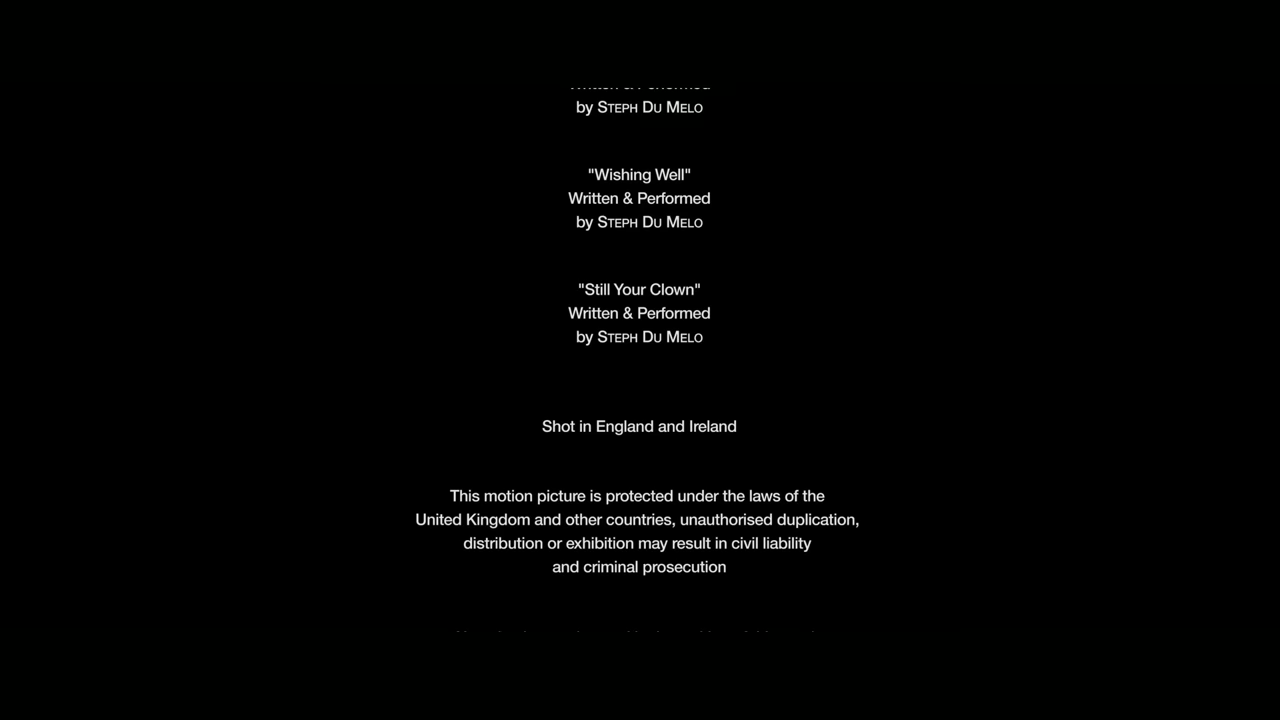 by STEPH DU MELO
"Wishing Well"
Written & Performed
by STEPH DU MELO
"Still Your Clown"
Written & Performed
by STEPH DU MELO
Shot in England and Ireland
This motion picture is protected under the laws of the
United Kingdom and other countries, unauthorised duplication,
distribution or exhibition may result in civil liability
and criminal prosecution